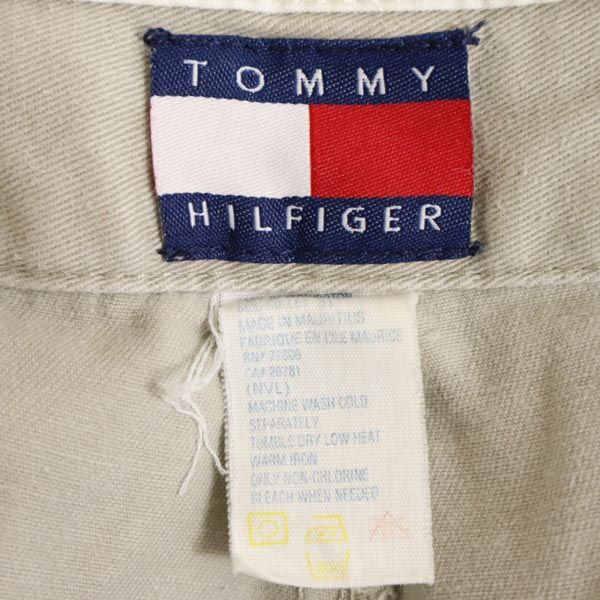 TOMMY
HILFIGER
MADE IN MAURITIUS
FABRIQUE EN L'ILE MAURICE
RN# 77806
CA# 20781
(NVL)
MACHINE WASH COLD
SEPARATELY
TUMBLE DRY LOW HEAT
WARM IRON
ONLY NON-CHLORINE
BLEACH WHEN NEEDED